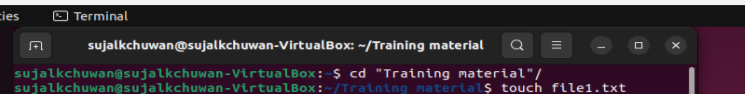 ies Terminal
sujalkchuwan@sujalkchuwan-VirtualBox: ~/Training material
sujalkchuwan@sujalkchuwan-VirtualBox:~$ cd "Training material"/
sujalkchuwan@sujalkchuwan-VirtualBox:~/Training material$ touch file1.txt